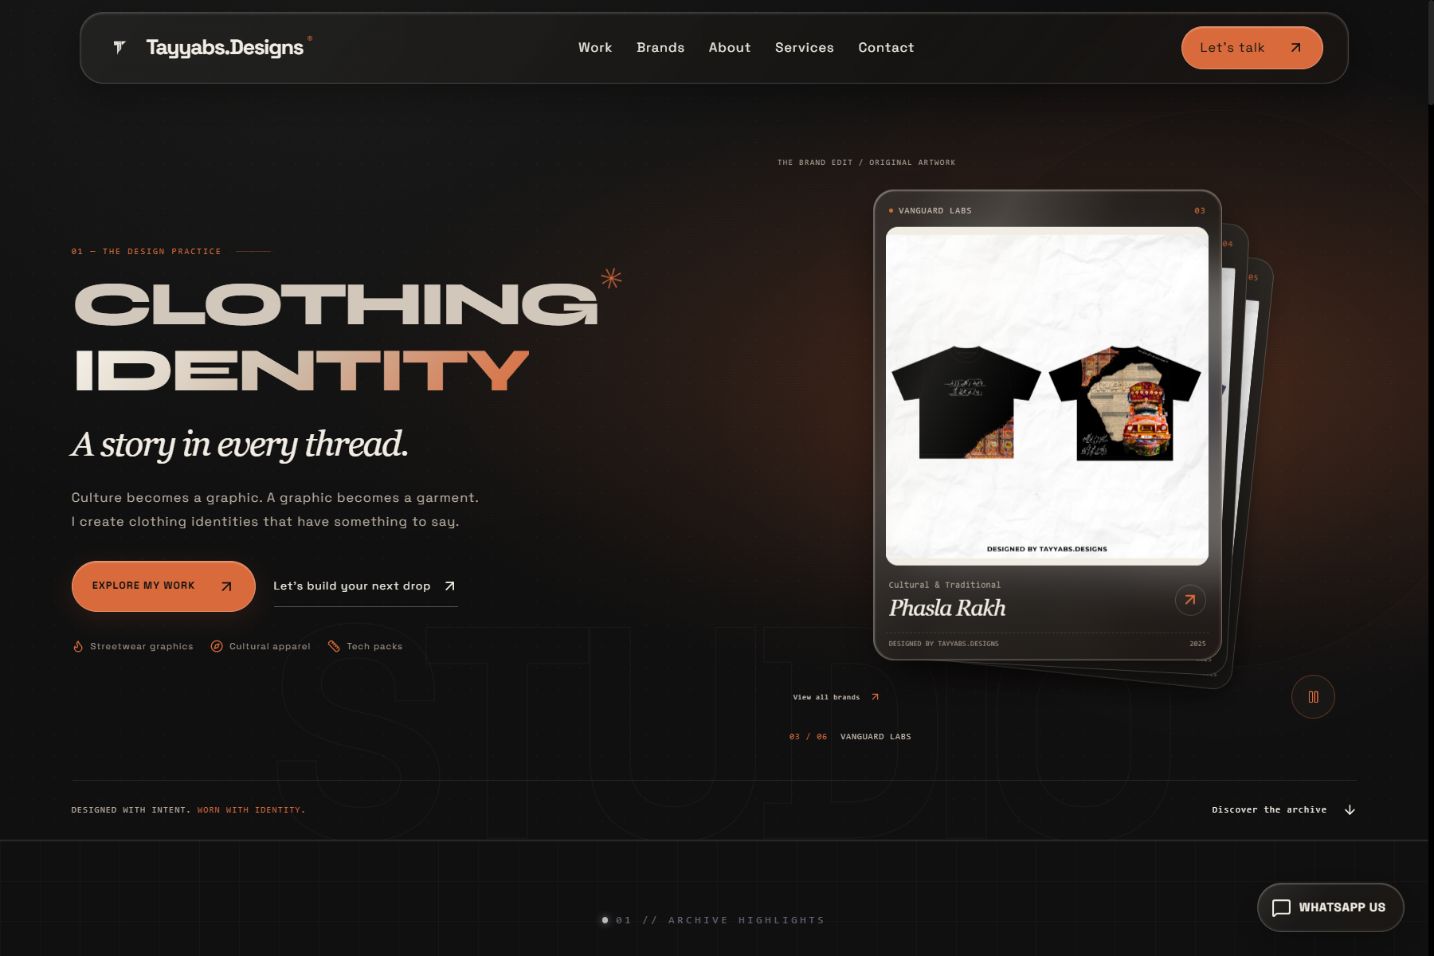 Tayyabs.Designs®
Work
Brands
About
Services
Contact
Let's talk
01 — THE DESIGN PRACTICE
CLOTHING
IDENTITY
A story in every thread.
Culture becomes a graphic. A graphic becomes a garment.
I create clothing identities that have something to say.
EXPLORE MY WORK
Let's build your next drop
Streetwear graphics
Cultural apparel
Tech packs
THE BRAND EDIT / ORIGINAL ARTWORK
VANGUARD LABS
03
04
05
DESIGNED BY TAYYABS.DESIGNS
Cultural & Traditional
Phasla Rakh
DESIGNED BY TAYYABS.DESIGNS
2025
View all brands
03 / 06 VANGUARD LABS
STUDIO
DESIGNED WITH INTENT. WORN WITH IDENTITY.
Discover the archive
01 // ARCHIVE HIGHLIGHTS
WHATSAPP US